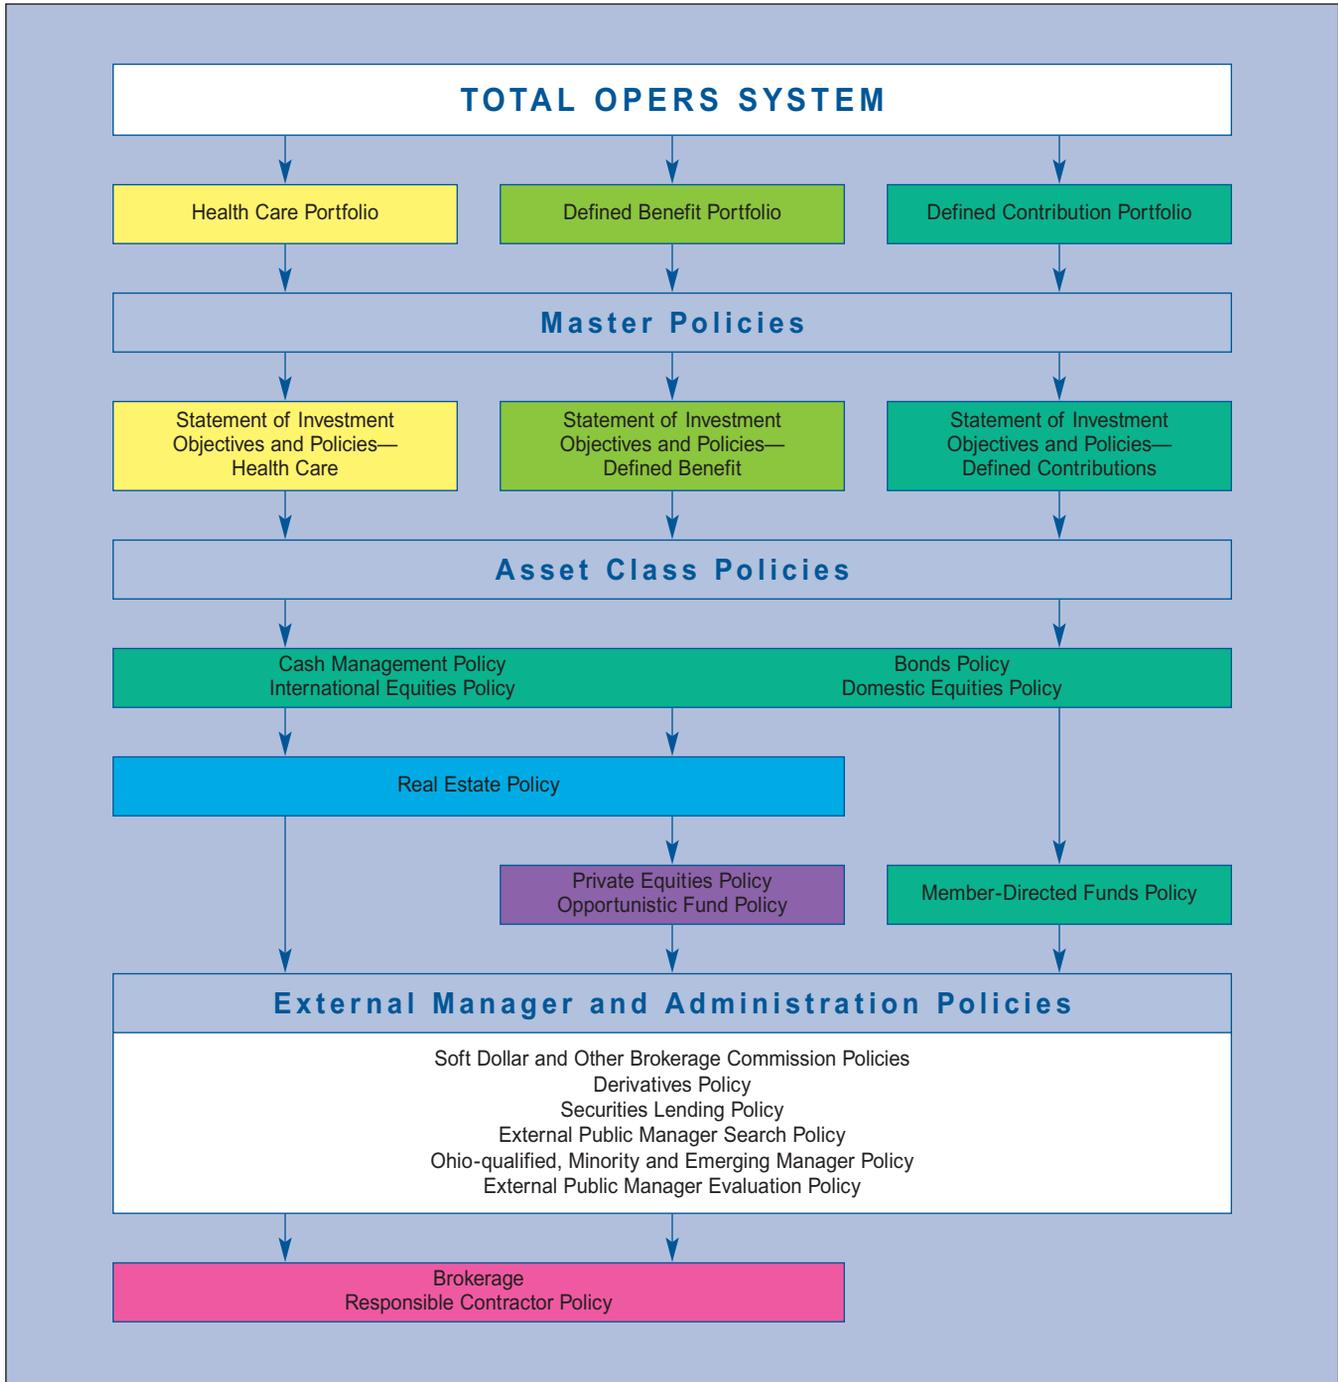 TOTAL OPERS SYSTEM
Health Care Portfolio
Defined Benefit Portfolio
Defined Contribution Portfolio
Master Policies
Statement of Investment
Objectives and Policies—
Health Care
Statement of Investment
Objectives and Policies—
Defined Benefit
Statement of Investment
Objectives and Policies—
Defined Contributions
Asset Class Policies
Cash Management Policy
International Equities Policy
Bonds Policy
Domestic Equities Policy
Real Estate Policy
Private Equities Policy
Opportunistic Fund Policy
Member-Directed Funds Policy
External Manager and Administration Policies
Soft Dollar and Other Brokerage Commission Policies
Derivatives Policy
Securities Lending Policy
External Public Manager Search Policy
Ohio-qualified, Minority and Emerging Manager Policy
External Public Manager Evaluation Policy
Brokerage
Responsible Contractor Policy